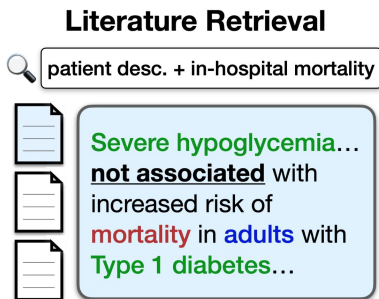 Literature Retrieval
patient desc. + in-hospital mortality
Severe hypoglycemia...
not associated with
increased risk of
mortality in adults with
Type 1 diabetes...